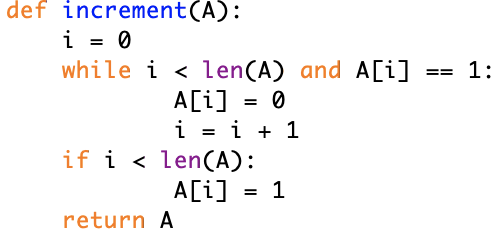 def increment(A):
    i = 0
    while i < len(A) and A[i] == 1:
            A[i] = 0
            i = i + 1
    if i < len(A):
            A[i] = 1
    return A